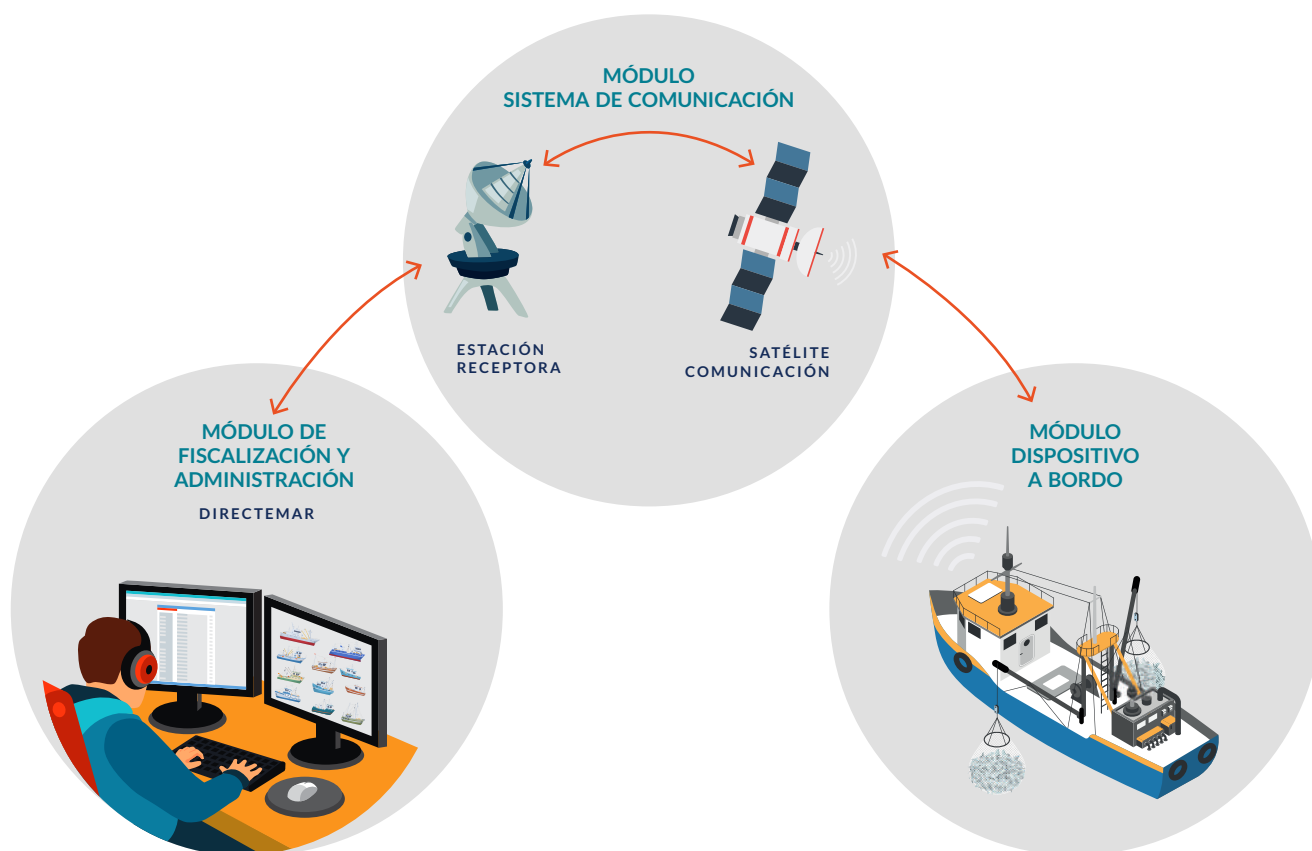 MÓDULO
SISTEMA DE COMUNICACIÓN
ESTACIÓN
RECEPTORA
SATÉLITE
COMUNICACIÓN
MÓDULO DE
FISCALIZACIÓN Y
ADMINISTRACIÓN
DIRECTEMAR
MÓDULO
DISPOSITIVO
A BORDO